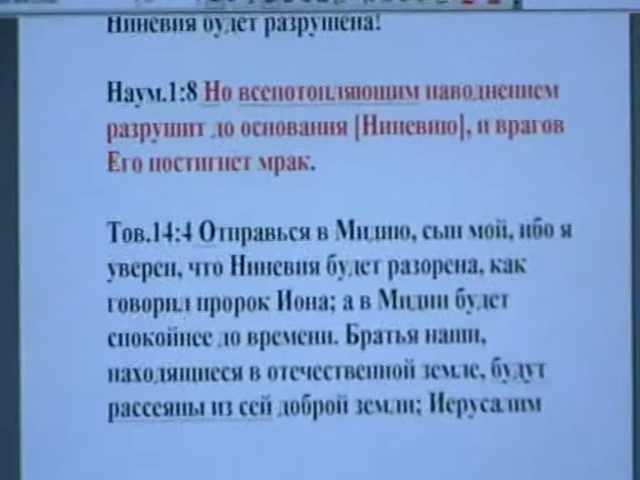 Ниневия будет разрушена!
Наум.1:8 Но всепотопляющим наводнением
разрушит до основания [Ниневию], и врагов
Его постигнет мрак.
Тов.14:4 Отправься в Мидию, сын мой, ибо я
уверен, что Ниневия будет разорена, как
говорил пророк Иона; а в Мидии будет
спокойнее до времени. Братья наши,
находящиеся в отечественной земле, будут
рассеяны из сей доброй земли; Иерусалим